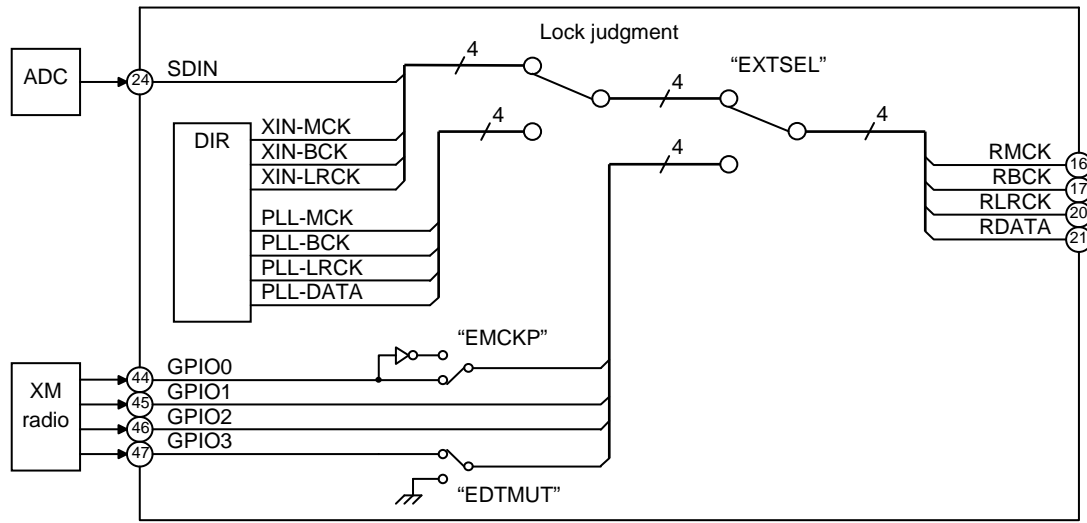 Lock judgment
ADC
24
SDIN
4
4
"EXTSEL"
4
DIR
XIN-MCK
XIN-BCK
XIN-LRCK
4
4
RMCK
16
RBCK
17
RLRCK
20
RDATA
21
PLL-MCK
PLL-BCK
PLL-LRCK
PLL-DATA
"EMCKP"
XM
radio
44
GPIO0
45
GPIO1
46
GPIO2
47
GPIO3
"EDTMUT"